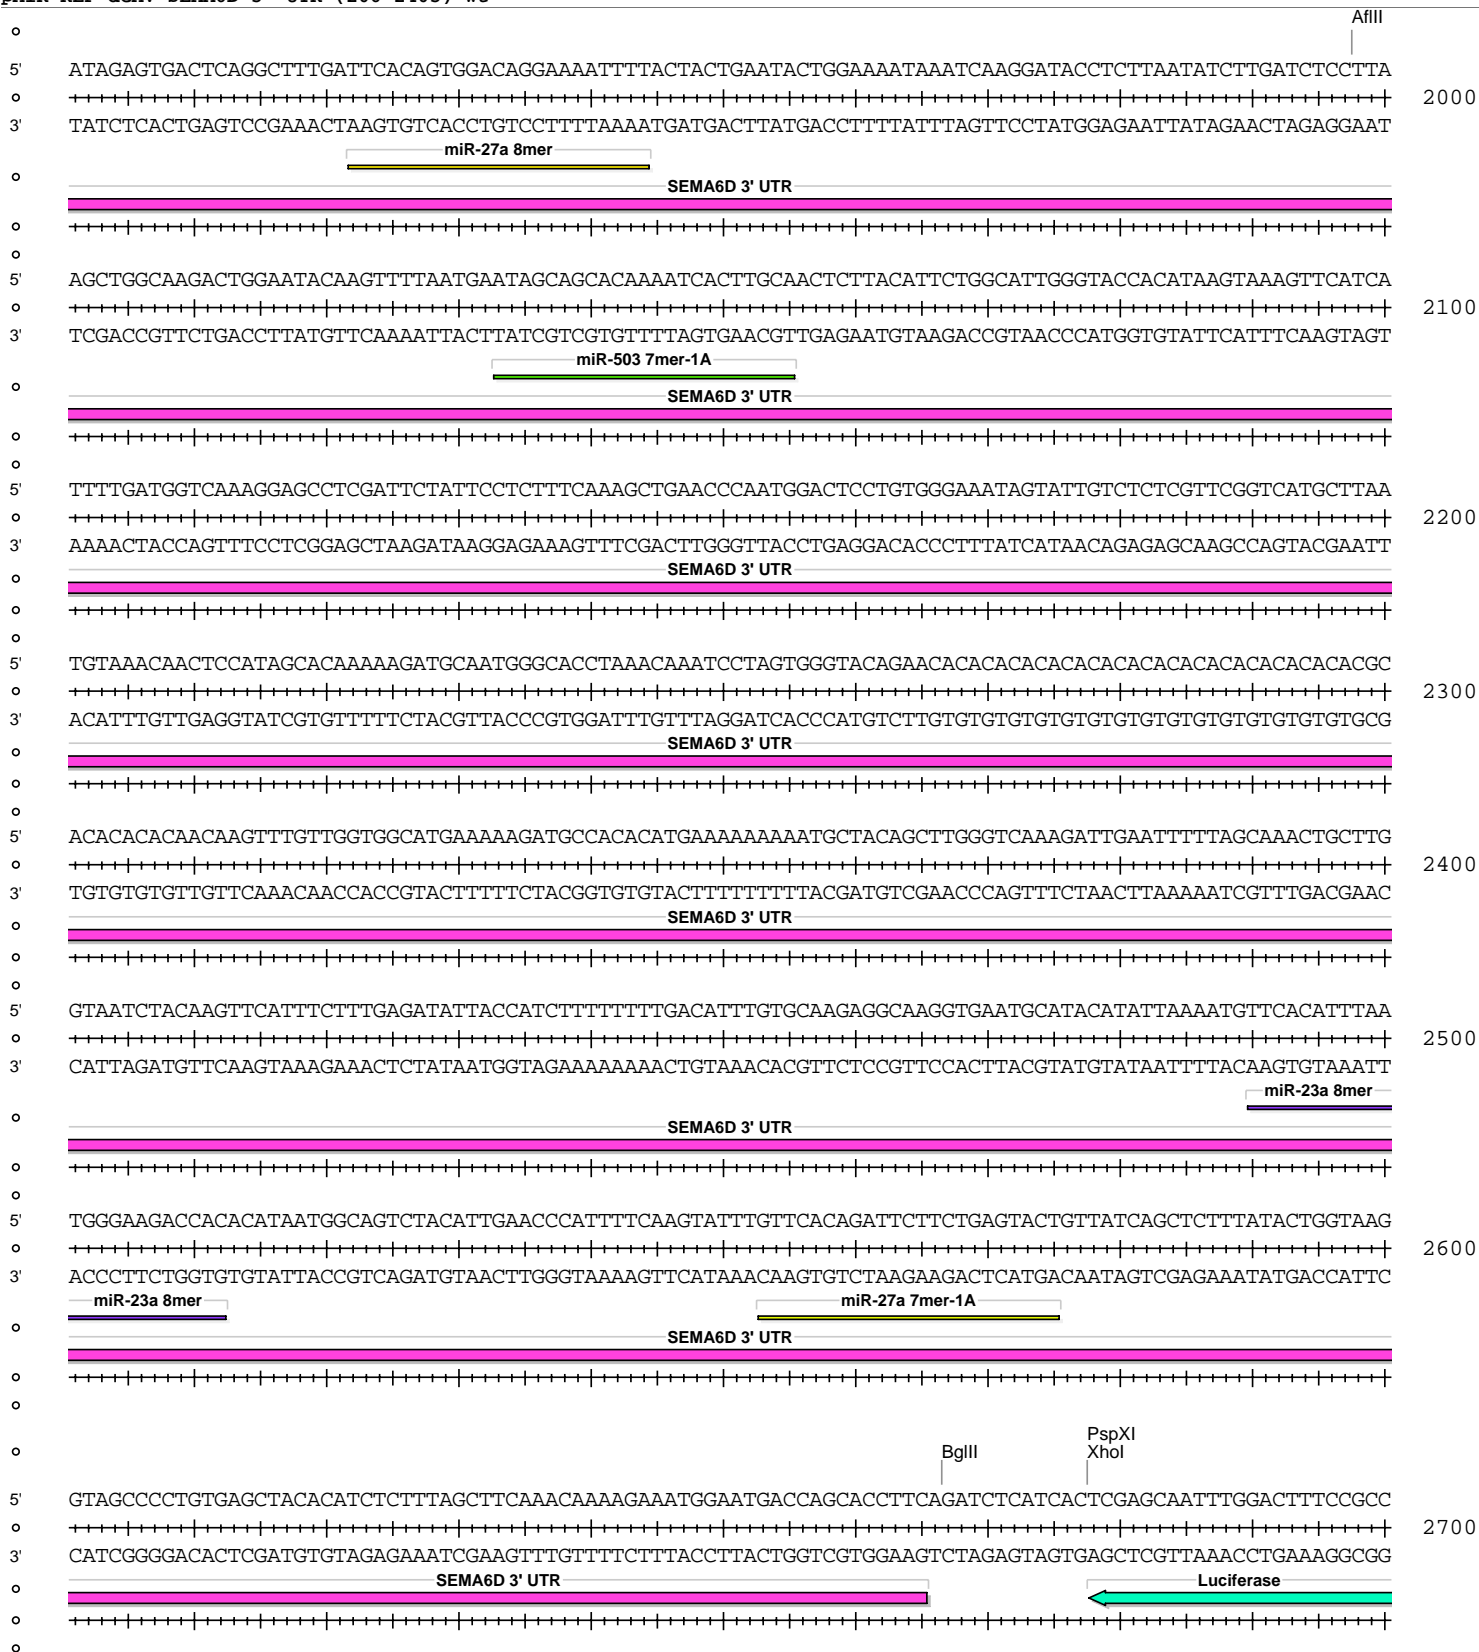 AflII
5' ATAGAGTGACTCAGGCTTTGATTCACAGTGGACAGGAAAATTTTACTACTGAATACTGGAAAATAAATCAAGGATACCTCTTAATATCTTGATCTCCTTA
2000
3' TATCTCACTGAGTCCGAAACTAAGTGTCACCTGTCCTTTTAAAATGATGACTTATGACCTTTTATTTAGTTCCTATGGAGAATTATAGAACTAGAGGAAT
miR-27a 8mer
SEMA6D 3' UTR
5' AGCTGGCAAGACTGGAATACAAGTTTTAATGAATAGCAGCACAAAATCACTTGCAACTCTTACATTCTGGCATTGGGTACCACATAAGTAAAGTTCATCA
2100
3' TCGACCGTTCTGACCTTATGTTCAAAATTACTTATCGTCGTGTTTTAGTGAACGTTGAGAATGTAAGACCGTAACCCATGGTGTATTCATTTCAAGTAGT
miR-503 7mer-1A
SEMA6D 3' UTR
5' TTTTGATGGTCAAAGGAGCCTCGATTCTATTCCTCTTTCAAAGCTGAACCCAATGGACTCCTGTGGGAAATAGTATTGTCTCTCGTTCGGTCATGCTTAA
2200
3' AAAACTACCAGTTTCCTCGGAGCTAAGATAAGGAGAAAGTTTCGACTTGGGTTACCTGAGGACACCCTTTATCATAACAGAGAGCAAGCCAGTACGAATT
SEMA6D 3' UTR
5' TGTAAACAACTCCATAGCACAAAAAGATGCAATGGGCACCTAAACAAATCCTAGTGGGTACAGAACACACACACACACACACACACACACACACACACGC
2300
3' ACATTTGTTGAGGTATCGTGTTTTTCTACGTTACCCGTGGATTTGTTTAGGATCACCCATGTCTTGTGTGTGTGTGTGTGTGTGTGTGTGTGTGTGTGCG
SEMA6D 3' UTR
5' ACACACACAACAAGTTTGTTGGTGGCATGAAAAAGATGCCACACATGAAAAAAAAATGCTACAGCTTGGGTCAAAGATTGAATTTTTAGCAAACTGCTTG
2400
3' TGTGTGTGTTGTTCAAACAACCACCGTACTTTTTCTACGGTGTGTACTTTTTTTTTACGATGTCGAACCCAGTTTCTAACTTAAAAATCGTTTGACGAAC
SEMA6D 3' UTR
5' GTAATCTACAAGTTCATTTCTTTGAGATATTACCATCTTTTTTTTGACATTTGTGCAAGAGGCAAGGTGAATGCATACATATTAAAATGTTCACATTTAA
2500
3' CATTAGATGTTCAAGTAAAGAAACTCTATAATGGTAGAAAAAAAACTGTAAACACGTTCTCCGTTCCACTTACGTATGTATAATTTTACAAGTGTAAATT
miR-23a 8mer
SEMA6D 3' UTR
5' TGGGAAGACCACACATAATGGCAGTCTACATTGAACCCATTTTCAAGTATTTGTTCACAGATTCTTCTGAGTACTGTTATCAGCTCTTTATACTGGTAAG
2600
3' ACCCTTCTGGTGTGTATTACCGTCAGATGTAACTTGGGTAAAAGTTCATAAACAAGTGTCTAAGAAGACTCATGACAATAGTCGAGAAATATGACCATTC
miR-23a 8mer miR-27a 7mer-1A
SEMA6D 3' UTR
PspXI
BglII XhoI
5' GTAGCCCCTGTGAGCTACACATCTCTTTAGCTTCAAACAAAAGAAATGGAATGACCAGCACCTTCAGATCTCATCACTCGAGCAATTTGGACTTTCCGCC
2700
3' CATCGGGGACACTCGATGTGTAGAGAAATCGAAGTTTGTTTTCTTTACCTTACTGGTCGTGGAAGTCTAGAGTAGTGAGCTCGTTAAACCTGAAAGGCGG
SEMA6D 3' UTR Luciferase